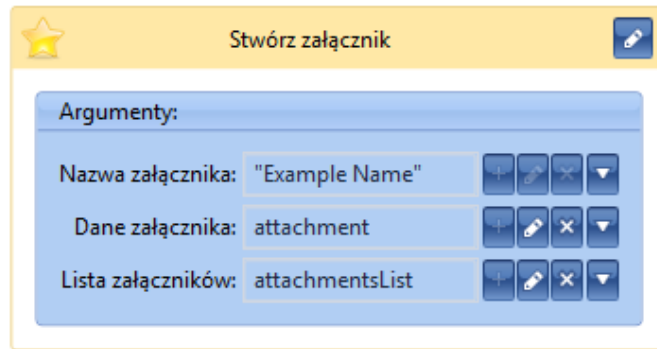 Stwórz załącznik
Argumenty:
Nazwa załącznika: "Example Name"
Dane załącznika: attachment
Lista załączników: attachmentsList